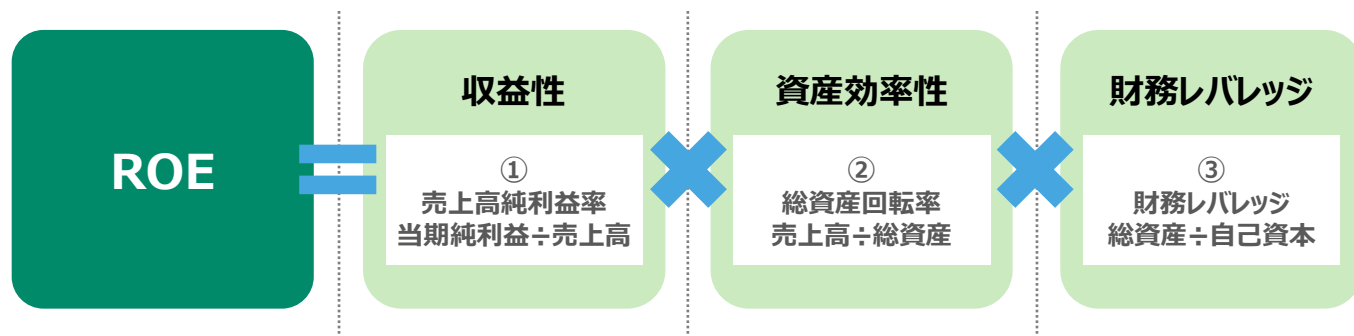 ROE
=
収益性
①
売上高純利益率
当期純利益÷売上高
×
資産効率性
②
総資産回転率
売上高÷総資産
×
財務レバレッジ
③
財務レバレッジ
総資産÷自己資本